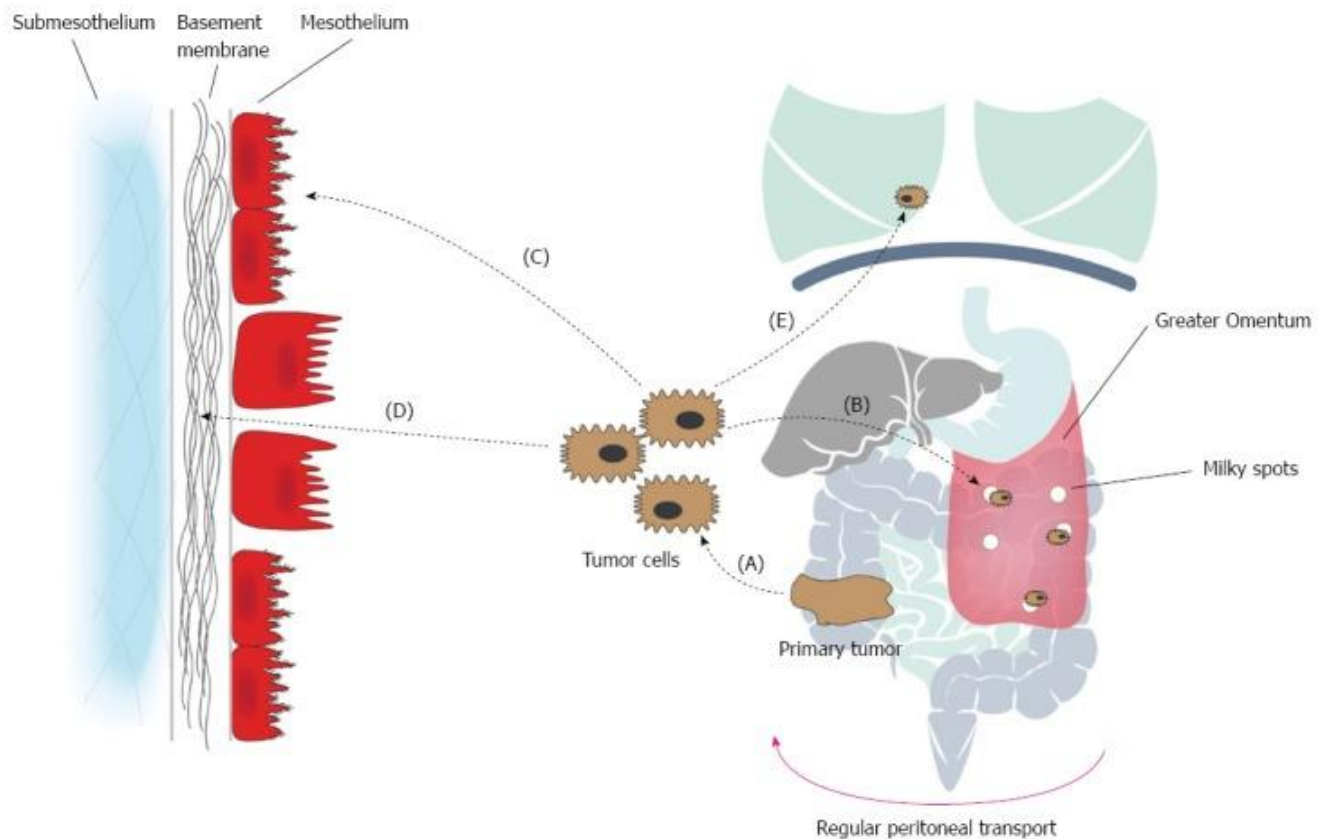 Submesothelium
Basement
membrane
Mesothelium
(C)
(E)
Greater Omentum
(D)
(B)
Milky spots
Tumor cells
(A)
Primary tumor
Regular peritoneal transport